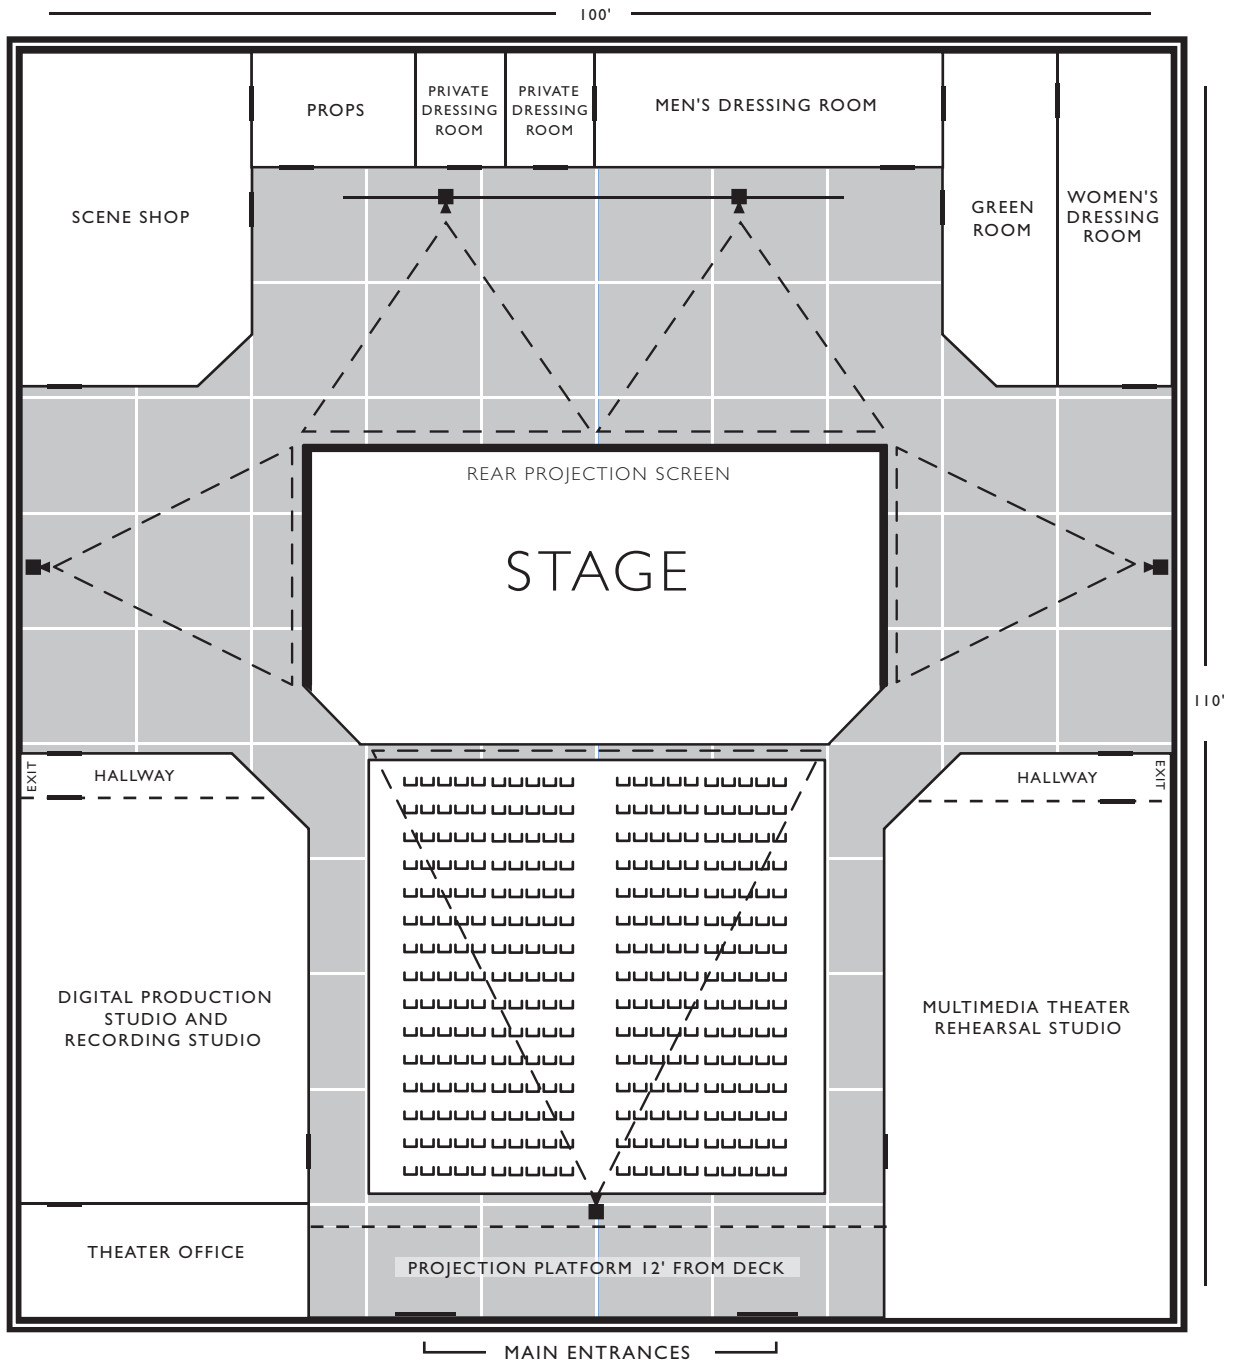 100'
PROPS
PRIVATE
DRESSING
ROOM
PRIVATE
DRESSING
ROOM
MEN'S DRESSING ROOM
SCENE SHOP
GREEN
ROOM
WOMEN'S
DRESSING
ROOM
REAR PROJECTION SCREEN
STAGE
110'
EXIT
HALLWAY
HALLWAY
EXIT
DIGITAL PRODUCTION
STUDIO AND
RECORDING STUDIO
MULTIMEDIA THEATER
REHEARSAL STUDIO
THEATER OFFICE
PROJECTION PLATFORM 12' FROM DECK
MAIN ENTRANCES